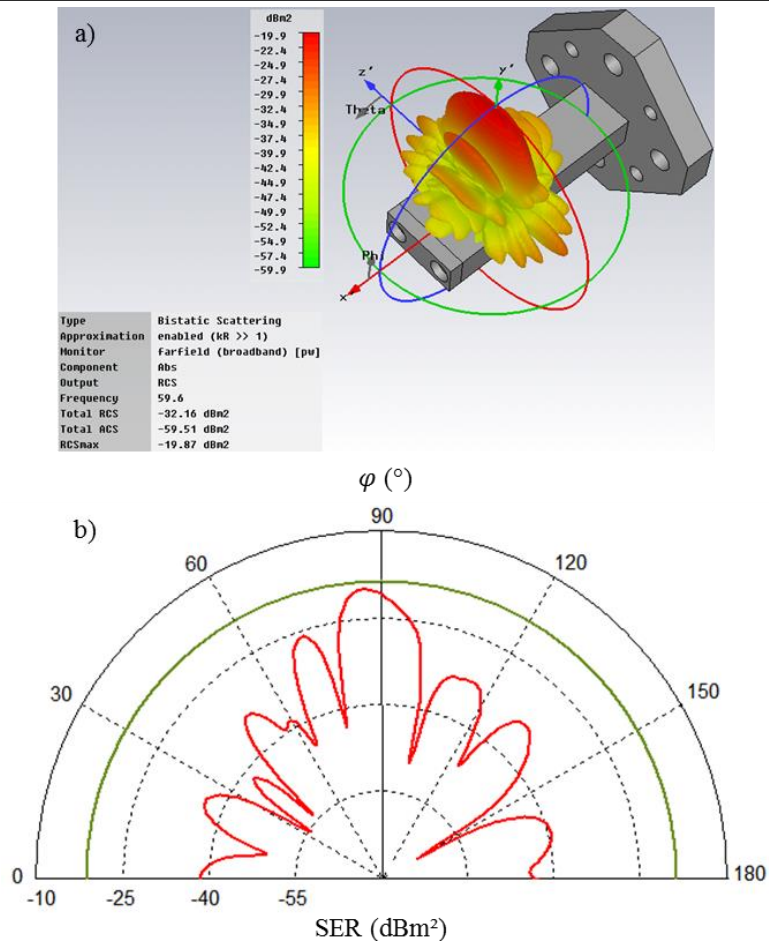 a)
dBm2
-19.9
-22.4
-24.9
-27.4
-29.9
-32.4
-34.9
-37.4
-39.9
-42.4
-44.9
-47.4
-49.9
-52.4
-54.9
-57.4
-59.9
z'
y'
Theta
Phi
x
Type Bistatic Scattering
Approximation enabled (kR >> 1)
Monitor farfield (broadband) [pw]
Component Abs
Output RCS
Frequency 59.6
Total RCS -32.16 dBm2
Total ACS -59.51 dBm2
RCSmax -19.87 dBm2
φ (°)
b)
90
60 120
30 150
0 180
-10 -25 -40 -55
SER (dBm²)